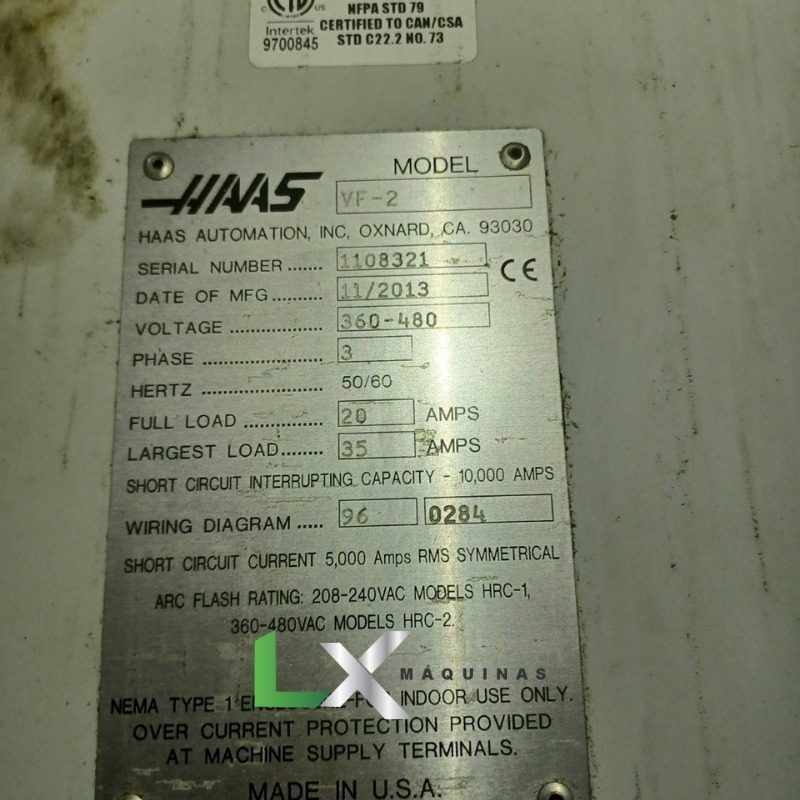 US
Intertek
9700845
NFPA STD 79
CERTIFIED TO CAN/CSA
STD C22.2 NO. 73
HAAS
MODEL
VF-2
HAAS AUTOMATION, INC, OXNARD, CA. 93030
SERIAL NUMBER ....... 1108321
CE
DATE OF MFG.......... 11/2013
VOLTAGE .................. 360-480
PHASE ....................... 3
HERTZ ....................... 50/60
FULL LOAD ............... 20 AMPS
LARGEST LOAD........ 35 AMPS
SHORT CIRCUIT INTERRUPTING CAPACITY - 10,000 AMPS
WIRING DIAGRAM ..... 96 0284
SHORT CIRCUIT CURRENT 5,000 Amps RMS SYMMETRICAL
ARC FLASH RATING: 208-240VAC MODELS HRC-1,
360-480VAC MODELS HRC-2.
LX MÁQUINAS
NEMA TYPE 1 INDOOR USE ONLY.
OVER CURRENT PROTECTION PROVIDED
AT MACHINE SUPPLY TERMINALS.
MADE IN U.S.A.